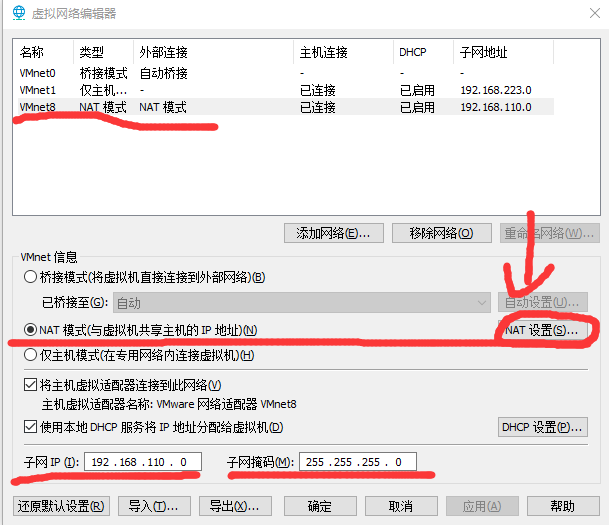 虚拟网络编辑器
名称 类型 外部连接 主机连接 DHCP 子网地址
VMnet0 桥接模式 自动桥接 - - -
VMnet1 仅主机... - 已连接 已启用 192.168.223.0
VMnet8 NAT 模式 NAT 模式 已连接 已启用 192.168.110.0
添加网络(E)... 移除网络(O) 重命名网络(W)...
VMnet 信息
桥接模式(将虚拟机直接连接到外部网络)(B)
已桥接至(G): 自动 自动设置(U)...
NAT 模式(与虚拟机共享主机的 IP 地址)(N) NAT 设置(S)...
仅主机模式(在专用网络内连接虚拟机)(H)
将主机虚拟适配器连接到此网络(V)
主机虚拟适配器名称: VMware 网络适配器 VMnet8
使用本地 DHCP 服务将 IP 地址分配给虚拟机(D) DHCP 设置(P)...
子网 IP (I): 192 .168 .110 . 0 子网掩码(M): 255 .255 .255 . 0
还原默认设置(R) 导入(T)... 导出(X)... 确定 取消 应用(A) 帮助